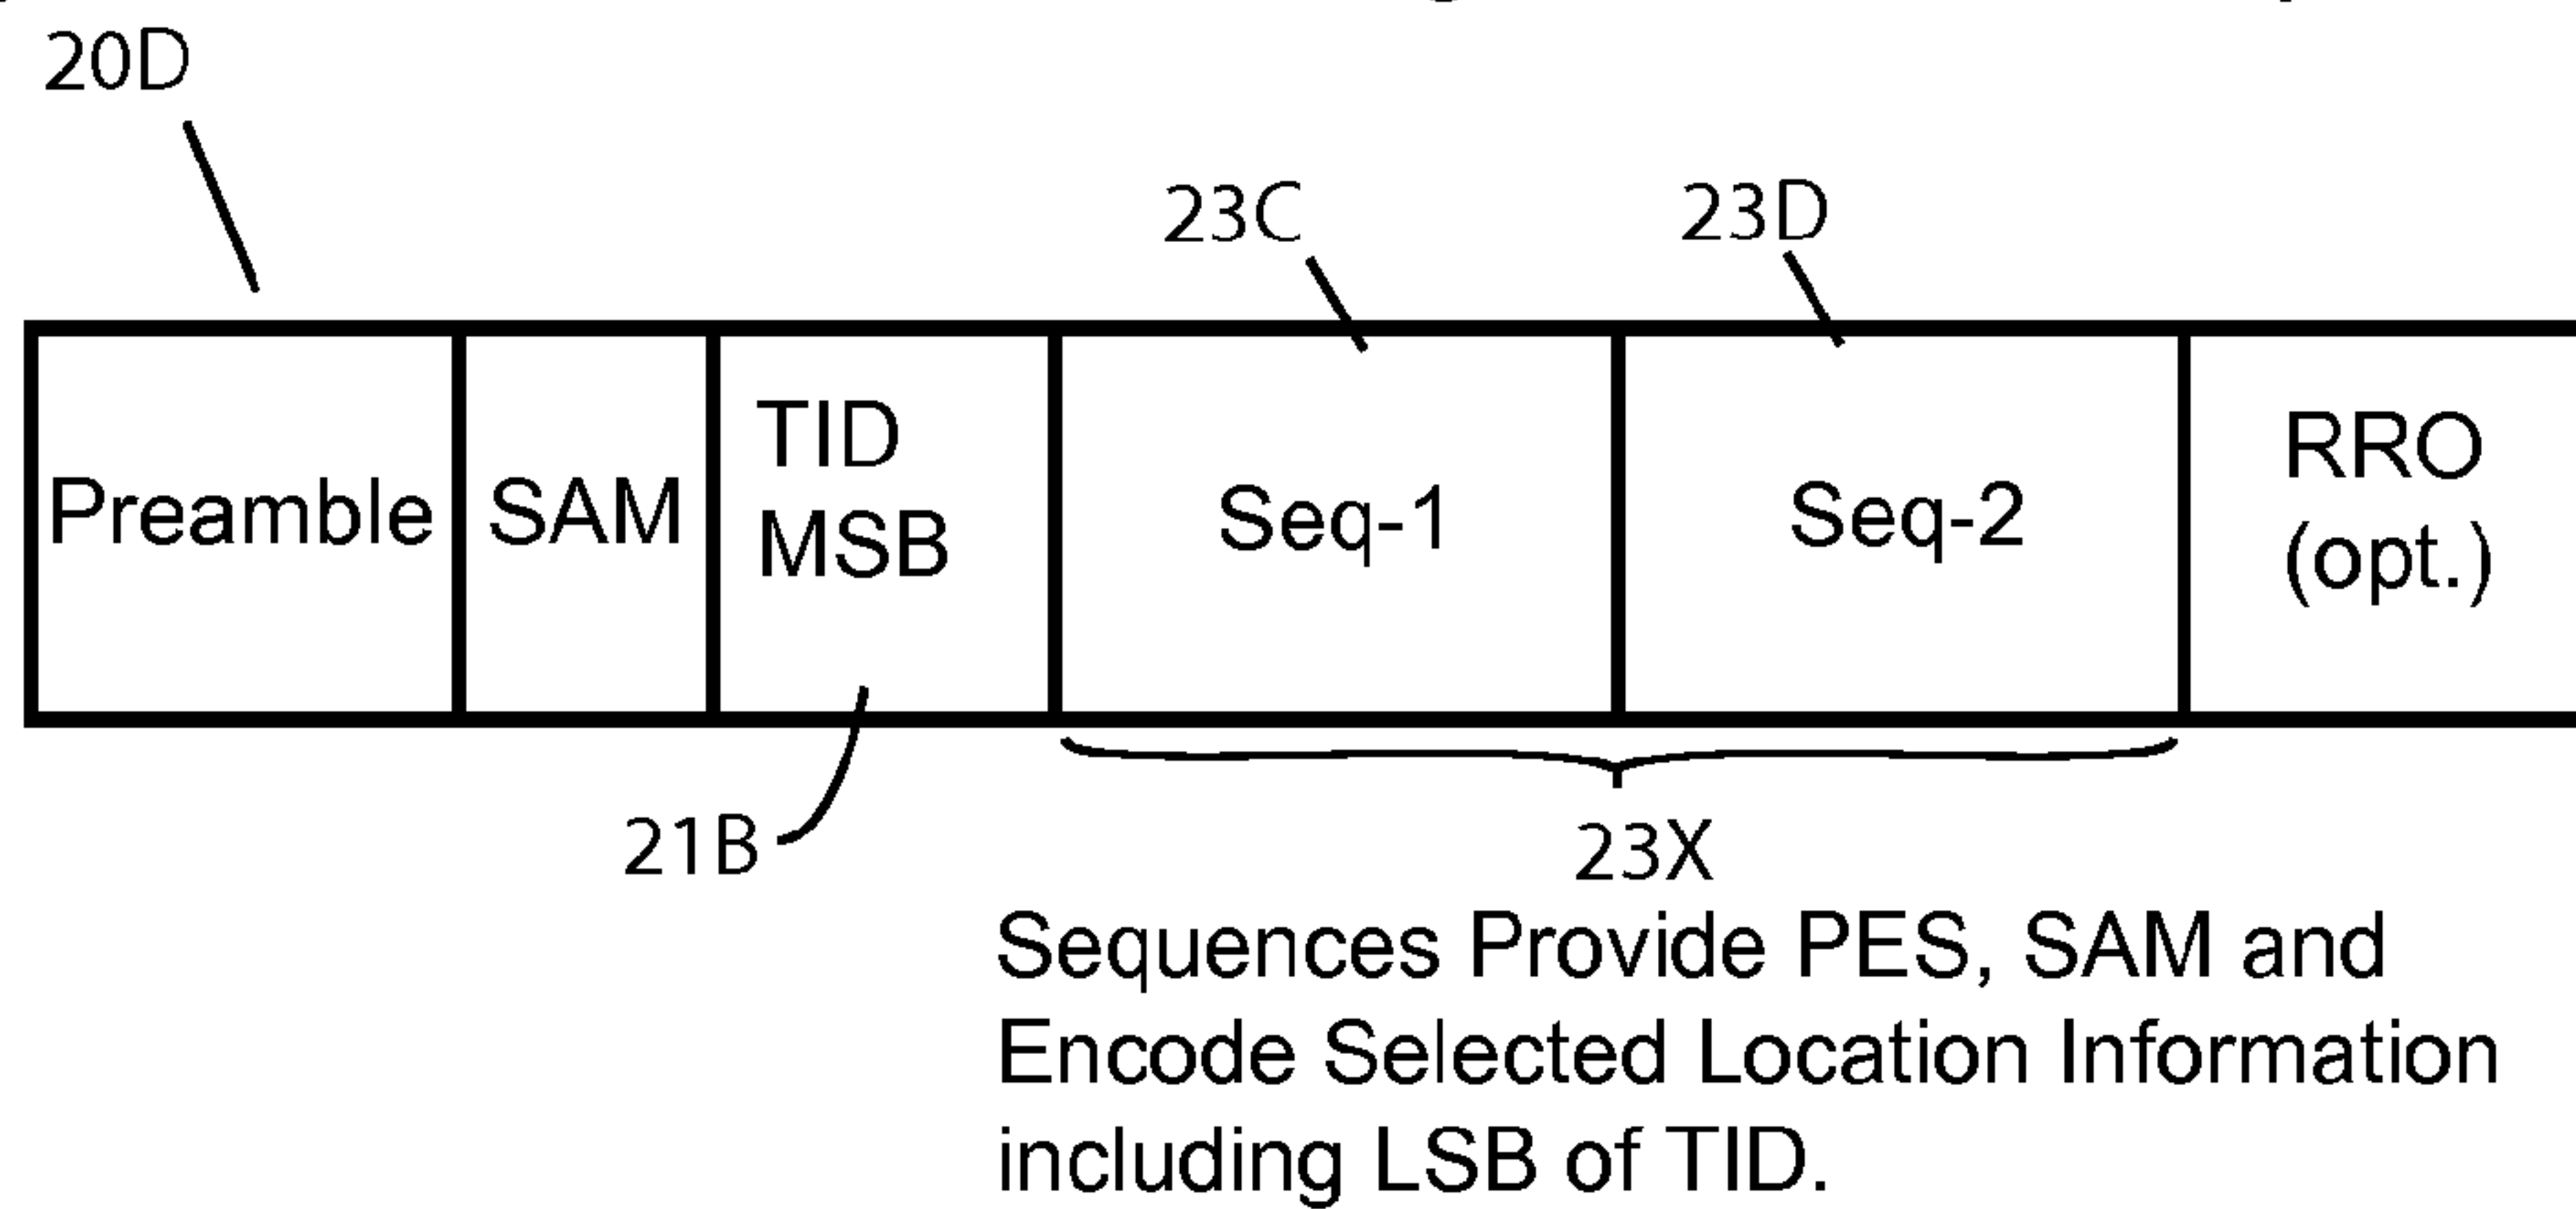 20D
23C
23D
Preamble
SAM
TID
MSB
Seq-1
Seq-2
RRO
(opt.)
21B
23X
Sequences Provide PES, SAM and
Encode Selected Location Information
including LSB of TID.